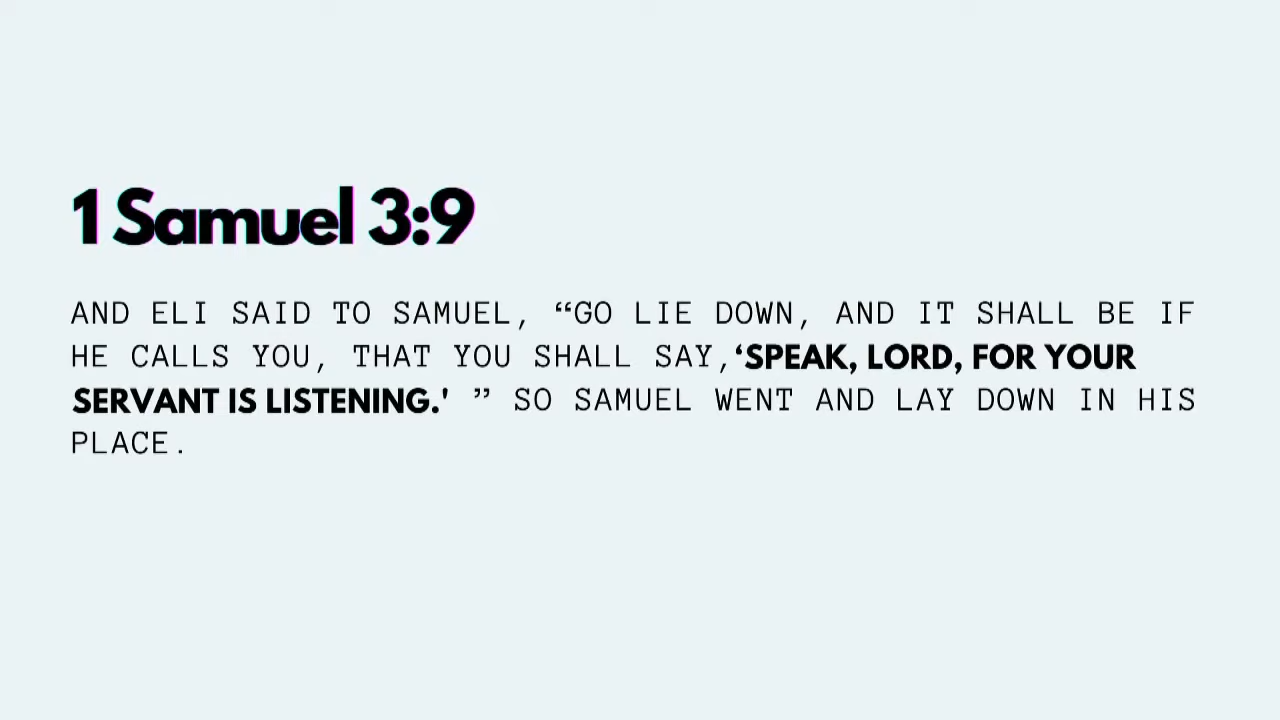 1 Samuel 3:9
AND ELI SAID TO SAMUEL, “GO LIE DOWN, AND IT SHALL BE IF
HE CALLS YOU, THAT YOU SHALL SAY,‘SPEAK, LORD, FOR YOUR
SERVANT IS LISTENING.' ” SO SAMUEL WENT AND LAY DOWN IN HIS
PLACE.